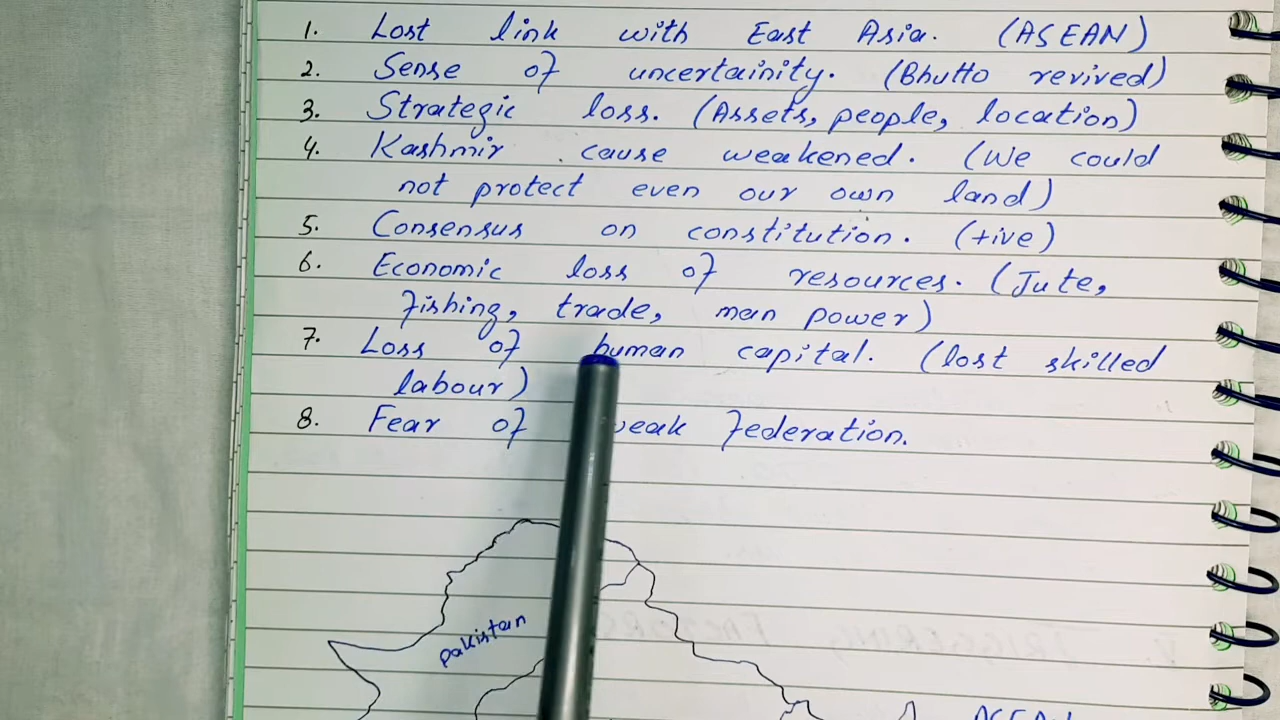 1. Lost link with East Asia. (ASEAN)
2. Sense of uncertainity. (Bhutto revived)
3. Strategic loss. (Assets, people, location)
4. Kashmir cause weakened. (We could
not protect even our own land)
5. Consensus on constitution. (+ive)
6. Economic loss of resources. (Jute,
fishing, trade, man power)
7. Loss of human capital. (lost skilled
labour)
8. Fear of weak federation.
pakistan